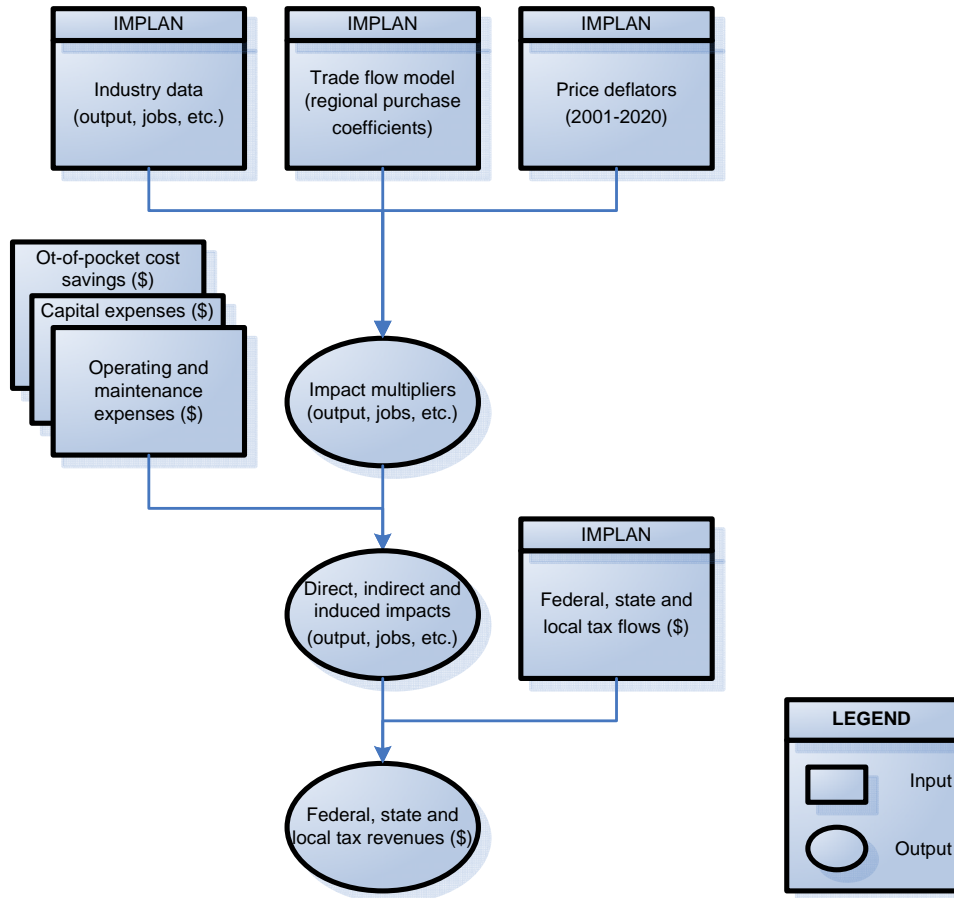 IMPLAN
Industry data
(output, jobs, etc.)
IMPLAN
Trade flow model
(regional purchase
coefficients)
IMPLAN
Price deflators
(2001-2020)
Ot-of-pocket cost
savings ($)
Capital expenses ($)
Operating and
maintenance
expenses ($)
Impact multipliers
(output, jobs, etc.)
Direct, indirect and
induced impacts
(output, jobs, etc.)
IMPLAN
Federal, state and
local tax flows ($)
Federal, state and
local tax revenues ($)
LEGEND
Input
Output